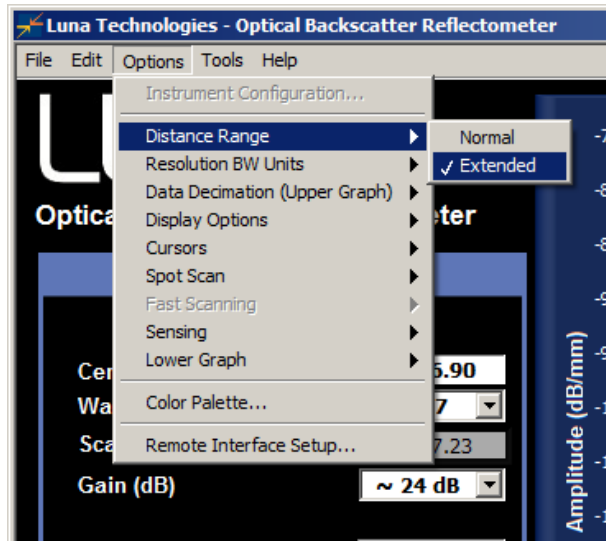 Luna Technologies - Optical Backscatter Reflectometer
File Edit Options Tools Help
Instrument Configuration...
Distance Range
Normal
Resolution BW Units
Extended
Data Decimation (Upper Graph)
Display Options
Cursors
Spot Scan
Fast Scanning
Sensing
Lower Graph
Color Palette...
Remote Interface Setup...
Gain (dB) ~ 24 dB
Amplitude (dB/mm)